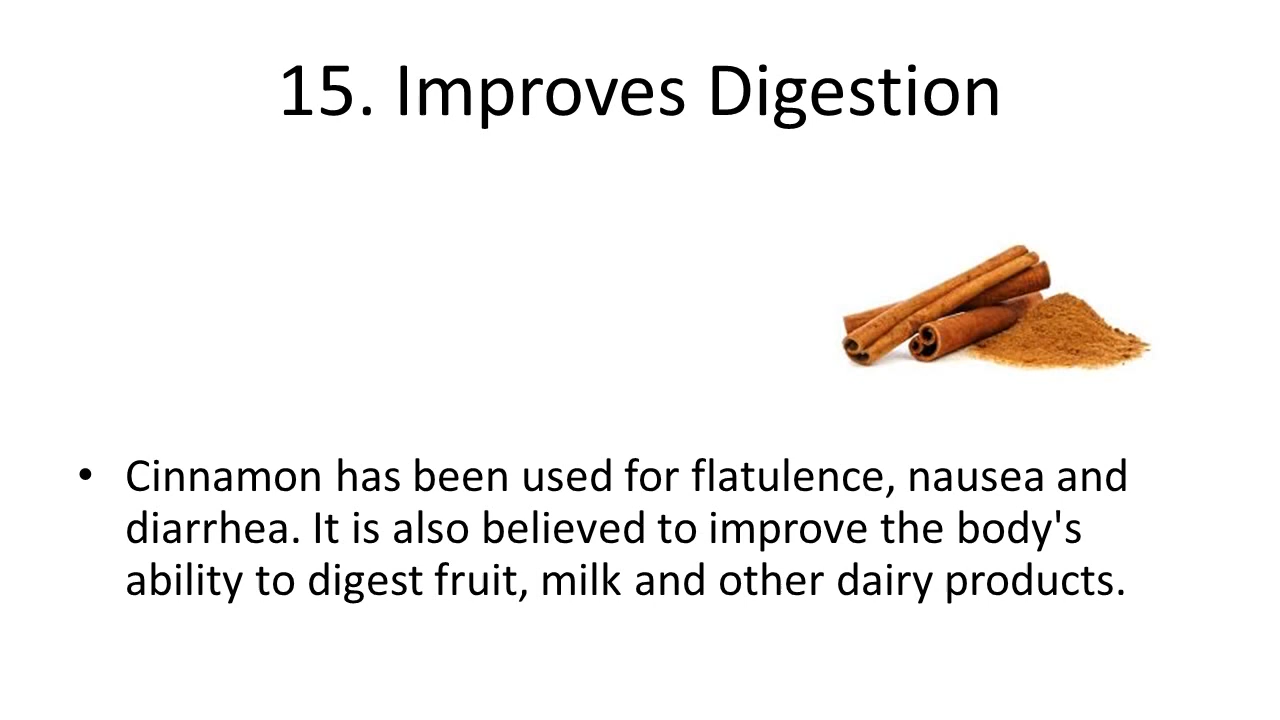 15. Improves Digestion
• Cinnamon has been used for flatulence, nausea and
diarrhea. It is also believed to improve the body's
ability to digest fruit, milk and other dairy products.